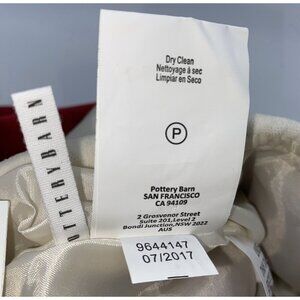 Dry Clean
Nettoyage à sec
Limpiar en Seco
P
POTTERYBARN
Pottery Barn
SAN FRANCISCO
CA 94109
2 Grosvenor Street
Suite 201, Level 2
Bondi Junction, NSW 2022
AUS
9644147
07/2017